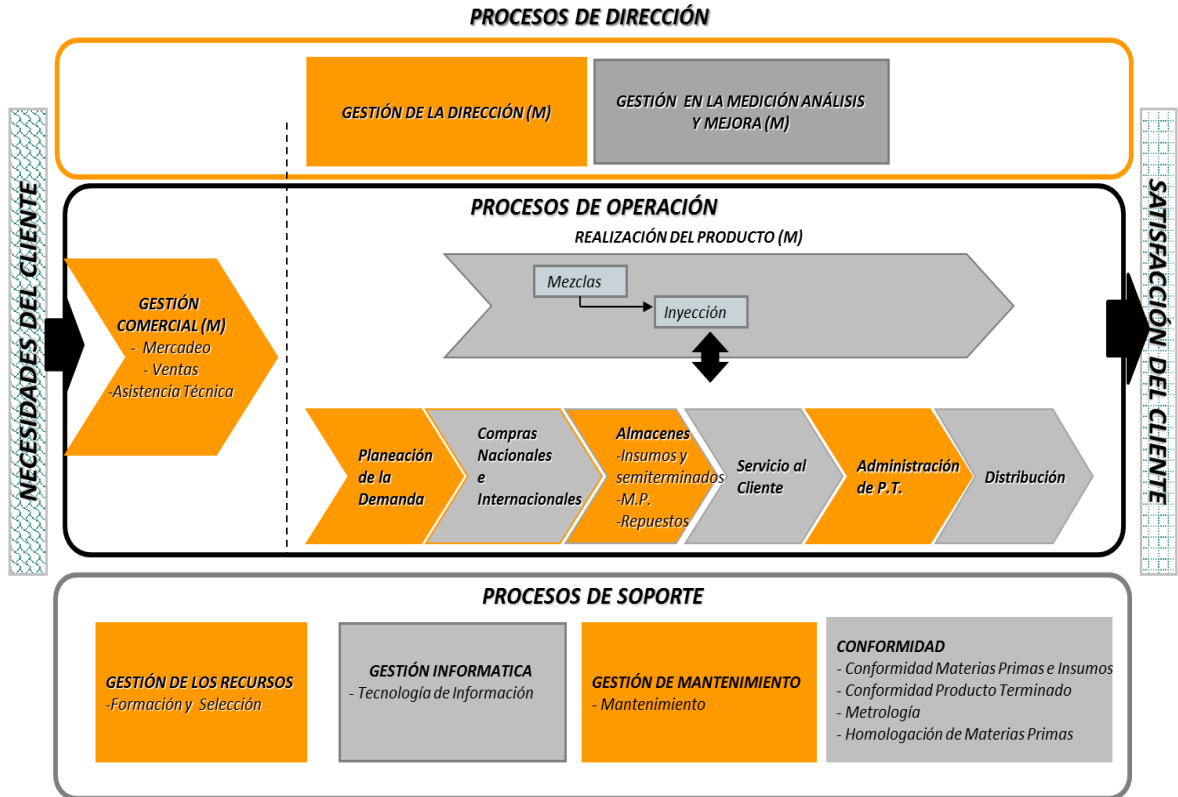 PROCESOS DE DIRECCIÓN
GESTIÓN DE LA DIRECCIÓN (M)
GESTIÓN EN LA MEDICIÓN ANÁLISIS
Y MEJORA (M)
NECESIDADES DEL CLIENTE
SATISFACCIÓN DEL CLIENTE
PROCESOS DE OPERACIÓN
REALIZACIÓN DEL PRODUCTO (M)
Mezclas
Inyección
GESTIÓN
COMERCIAL (M)
- Mercadeo
- Ventas
-Asistencia Técnica
Planeación
de la
Demanda
Compras
Nacionales
e
Internacionales
Almacenes
-Insumos y
semiterminados
-M.P.
-Repuestos
Servicio al
Cliente
Administración
de P.T.
Distribución
PROCESOS DE SOPORTE
GESTIÓN DE LOS RECURSOS
-Formación y Selección
GESTIÓN INFORMATICA
- Tecnología de Información
GESTIÓN DE MANTENIMIENTO
- Mantenimiento
CONFORMIDAD
- Conformidad Materias Primas e Insumos
- Conformidad Producto Terminado
- Metrología
- Homologación de Materias Primas